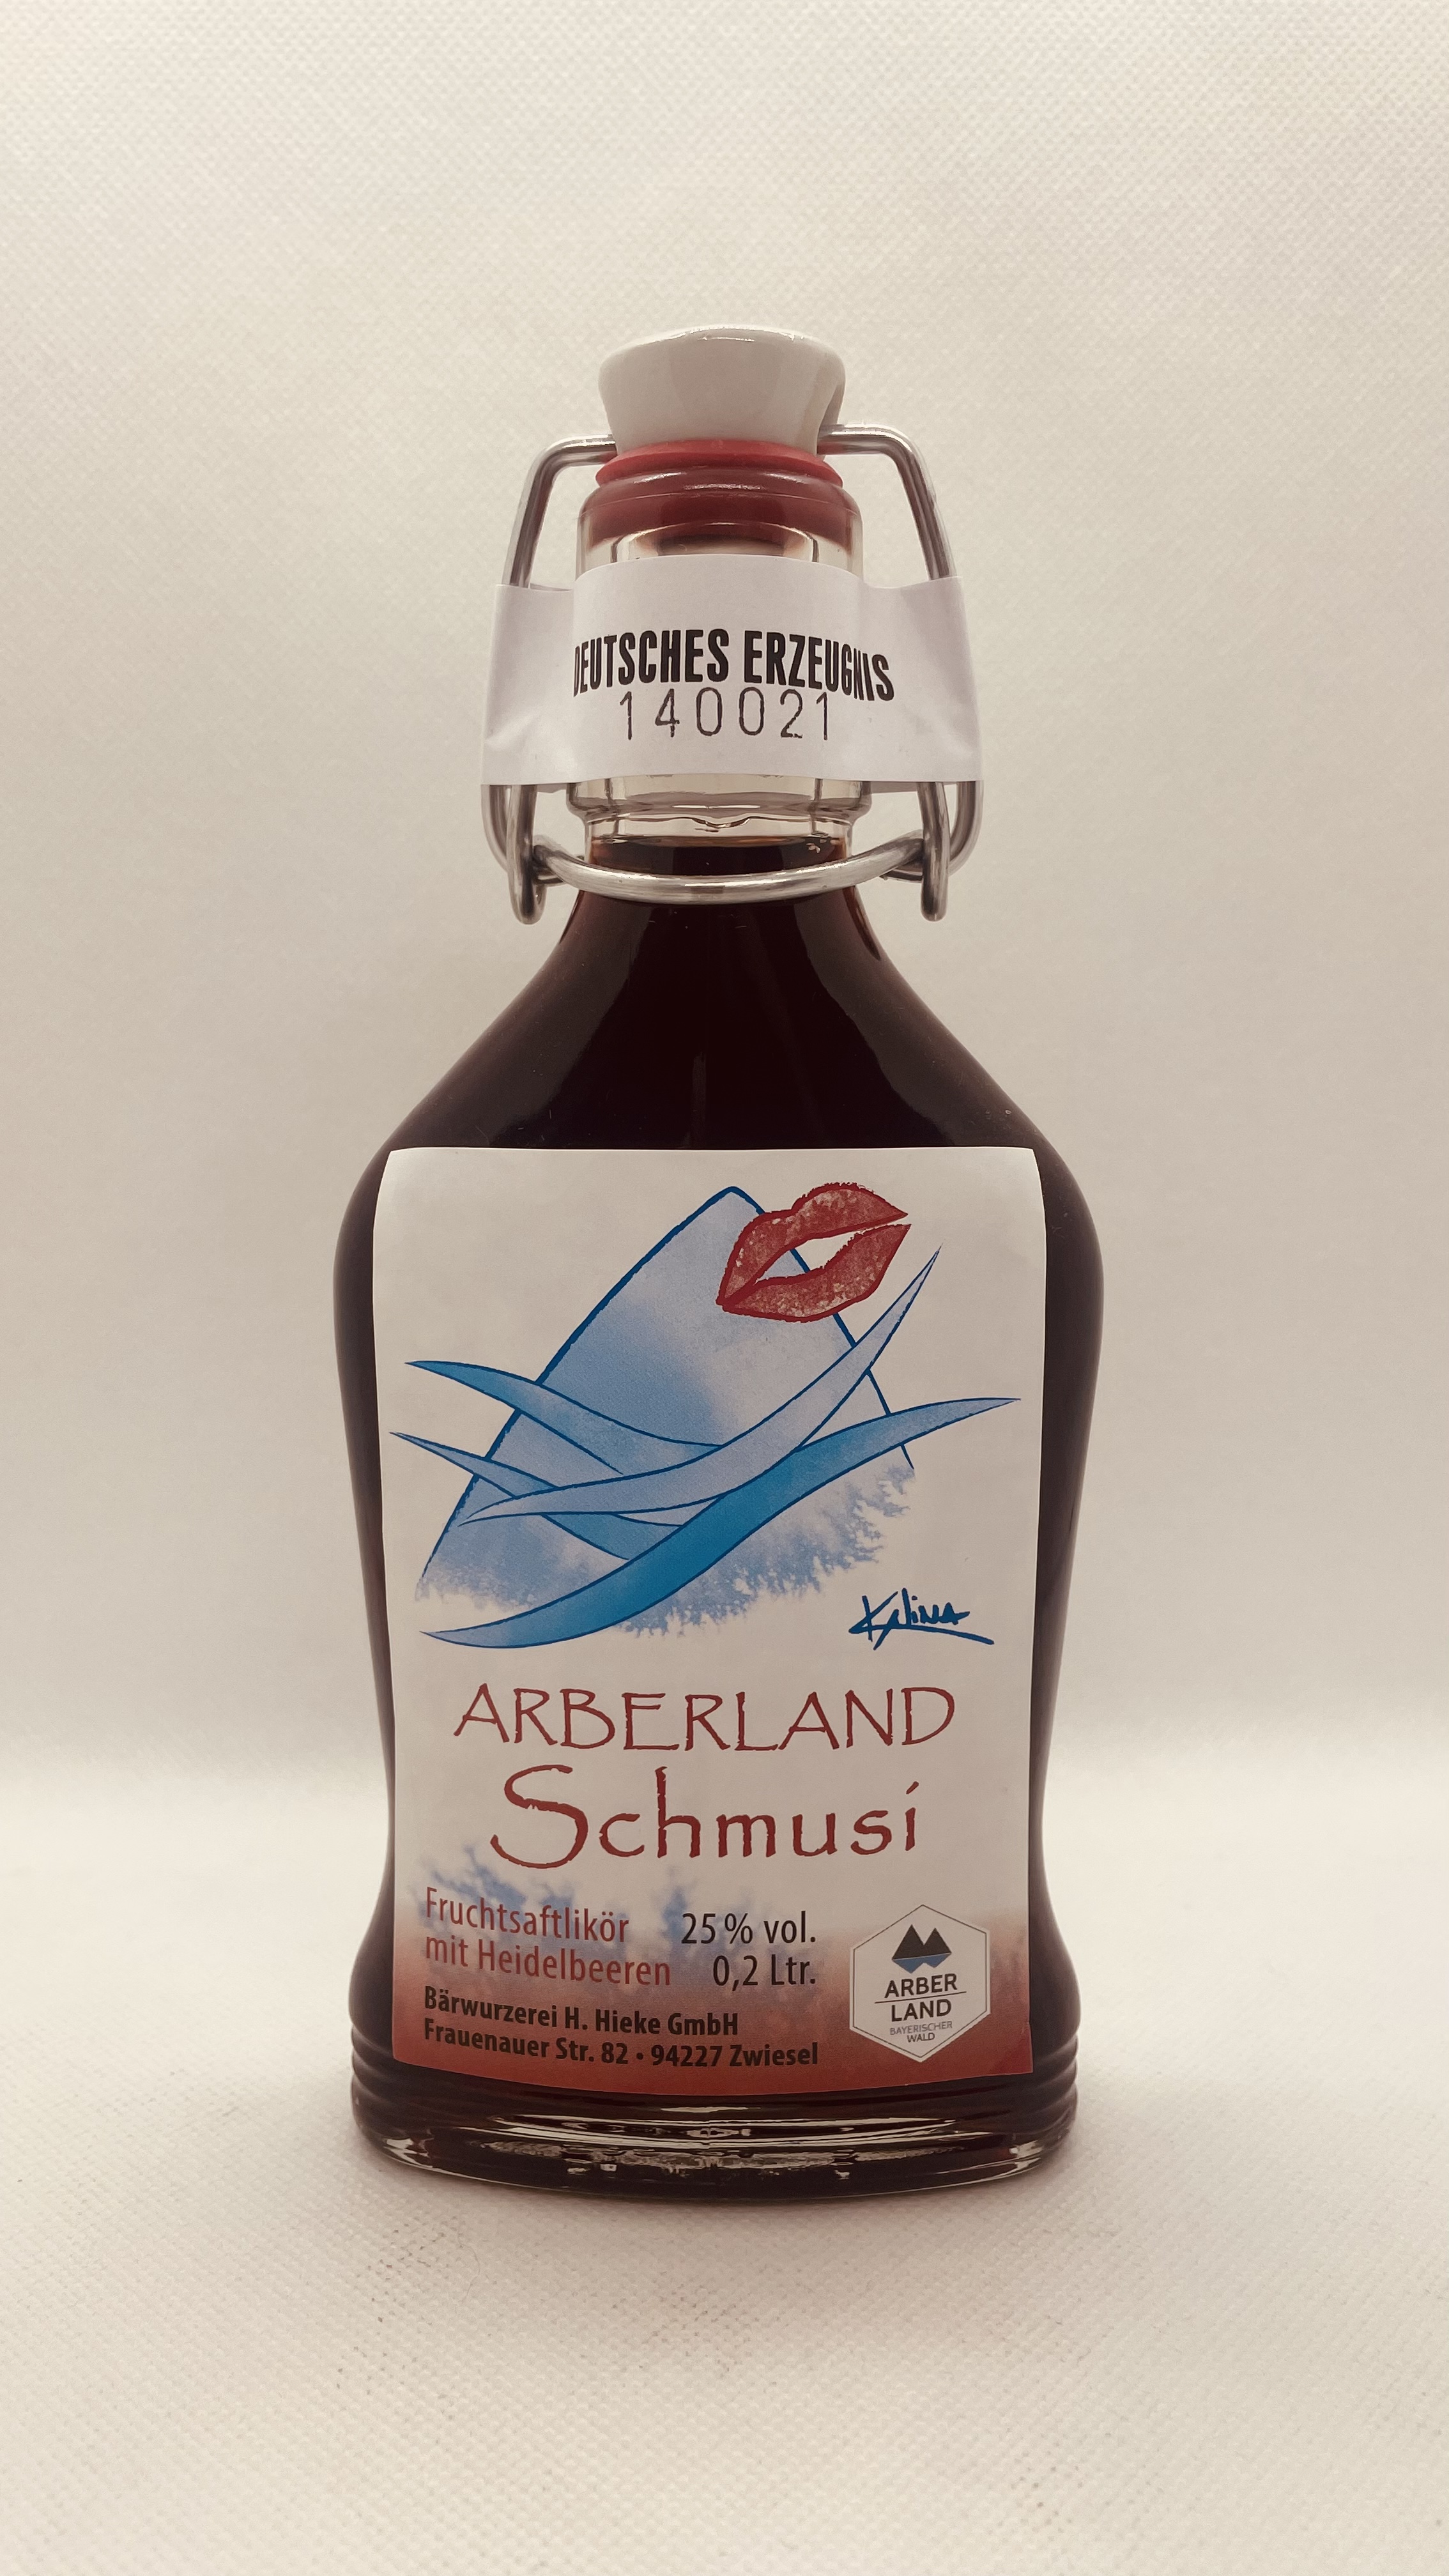 DEUTSCHES ERZEUGNIS
140021
Kalina
ARBERLAND
Schmusi
Fruchtsaftlikör
mit Heidelbeeren
25 % vol.
0,2 Ltr.
Bärwurzerei H. Hieke GmbH
Frauenauer Str. 82 • 94227 Zwiesel
ARBER
LAND
BAYERISCHER
WALD